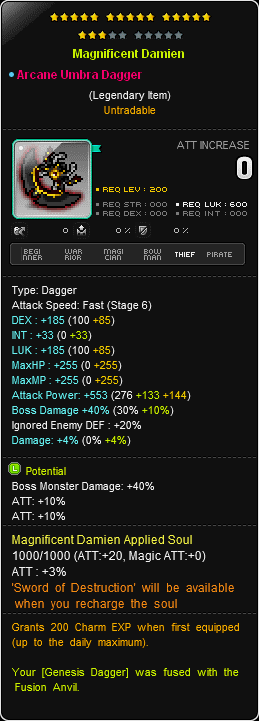 Magnificent Damien
Arcane Umbra Dagger
(Legendary Item)
Untradable
ATT INCREASE
0
REQ LEV : 200
REQ STR : 000 REQ LUK : 600
REQ DEX : 000 REQ INT : 000
0 0 % 0 %
BEGINNER WARRIOR MAGICIAN BOWMAN THIEF PIRATE
Type: Dagger
Attack Speed: Fast (Stage 6)
DEX : +185 (100 +85)
INT : +33 (0 +33)
LUK : +185 (100 +85)
MaxHP : +255 (0 +255)
MaxMP : +255 (0 +255)
Attack Power: +553 (276 +133 +144)
Boss Damage +40% (30% +10%)
Ignored Enemy DEF : +20%
Damage: +4% (0% +4%)
L Potential
Boss Monster Damage: +40%
ATT: +10%
ATT: +10%
Magnificent Damien Applied Soul
1000/1000 (ATT:+20, Magic ATT:+0)
ATT : +3%
'Sword of Destruction' will be available
when you recharge the soul
Grants 200 Charm EXP when first equipped
(up to the daily maximum).
Your [Genesis Dagger] was fused with the
Fusion Anvil.